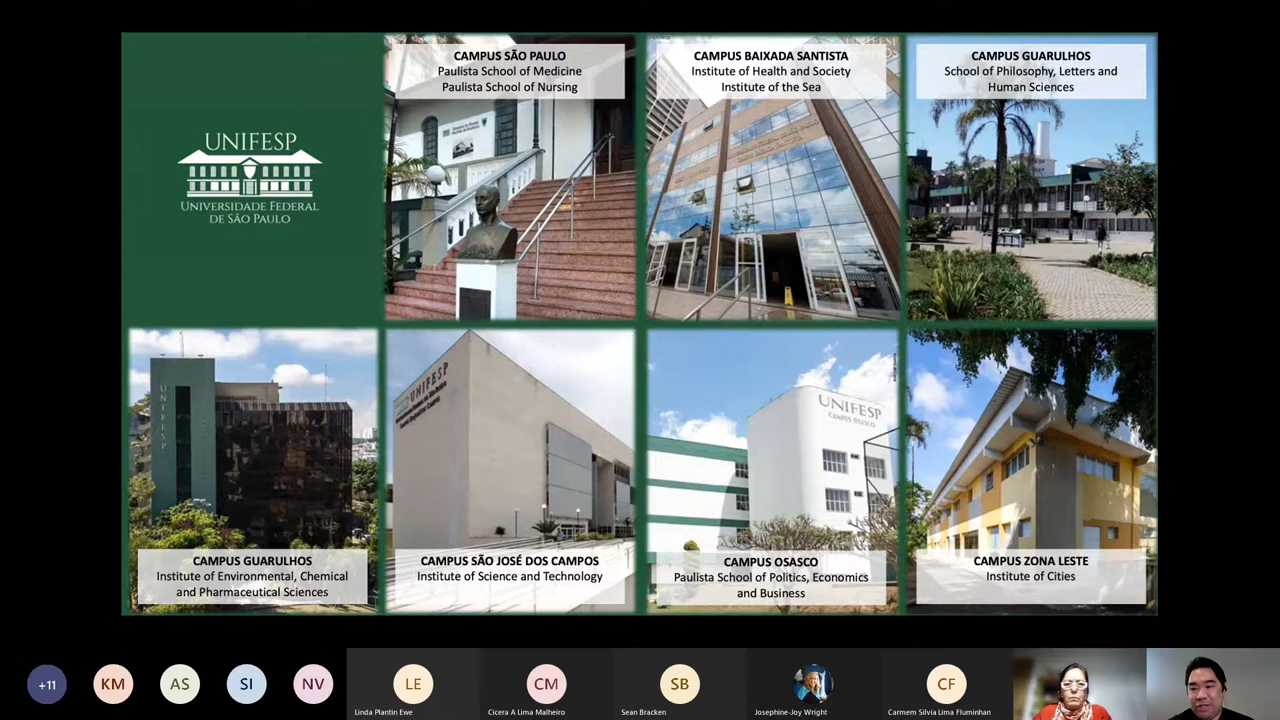 UNIFESP
UNIVERSIDADE FEDERAL
DE SÃO PAULO
CAMPUS SÃO PAULO
Paulista School of Medicine
Paulista School of Nursing
CAMPUS BAIXADA SANTISTA
Institute of Health and Society
Institute of the Sea
CAMPUS GUARULHOS
School of Philosophy, Letters and
Human Sciences
UNIFESP
CAMPUS GUARULHOS
Institute of Environmental, Chemical
and Pharmaceutical Sciences
UNIFESP
CAMPUS SÃO JOSÉ DOS CAMPOS
Institute of Science and Technology
UNIFESP
CAMPUS OSASCO
CAMPUS OSASCO
Paulista School of Politics, Economics
and Business
CAMPUS ZONA LESTE
Institute of Cities
+11
KM
AS
SI
NV
LE
Linda Plantin Ewe
CM
Cicera A Lima Malheiro
SB
Sean Bracken
Josephine-Joy Wright
CF
Carmem Silvia Lima Fluminhan